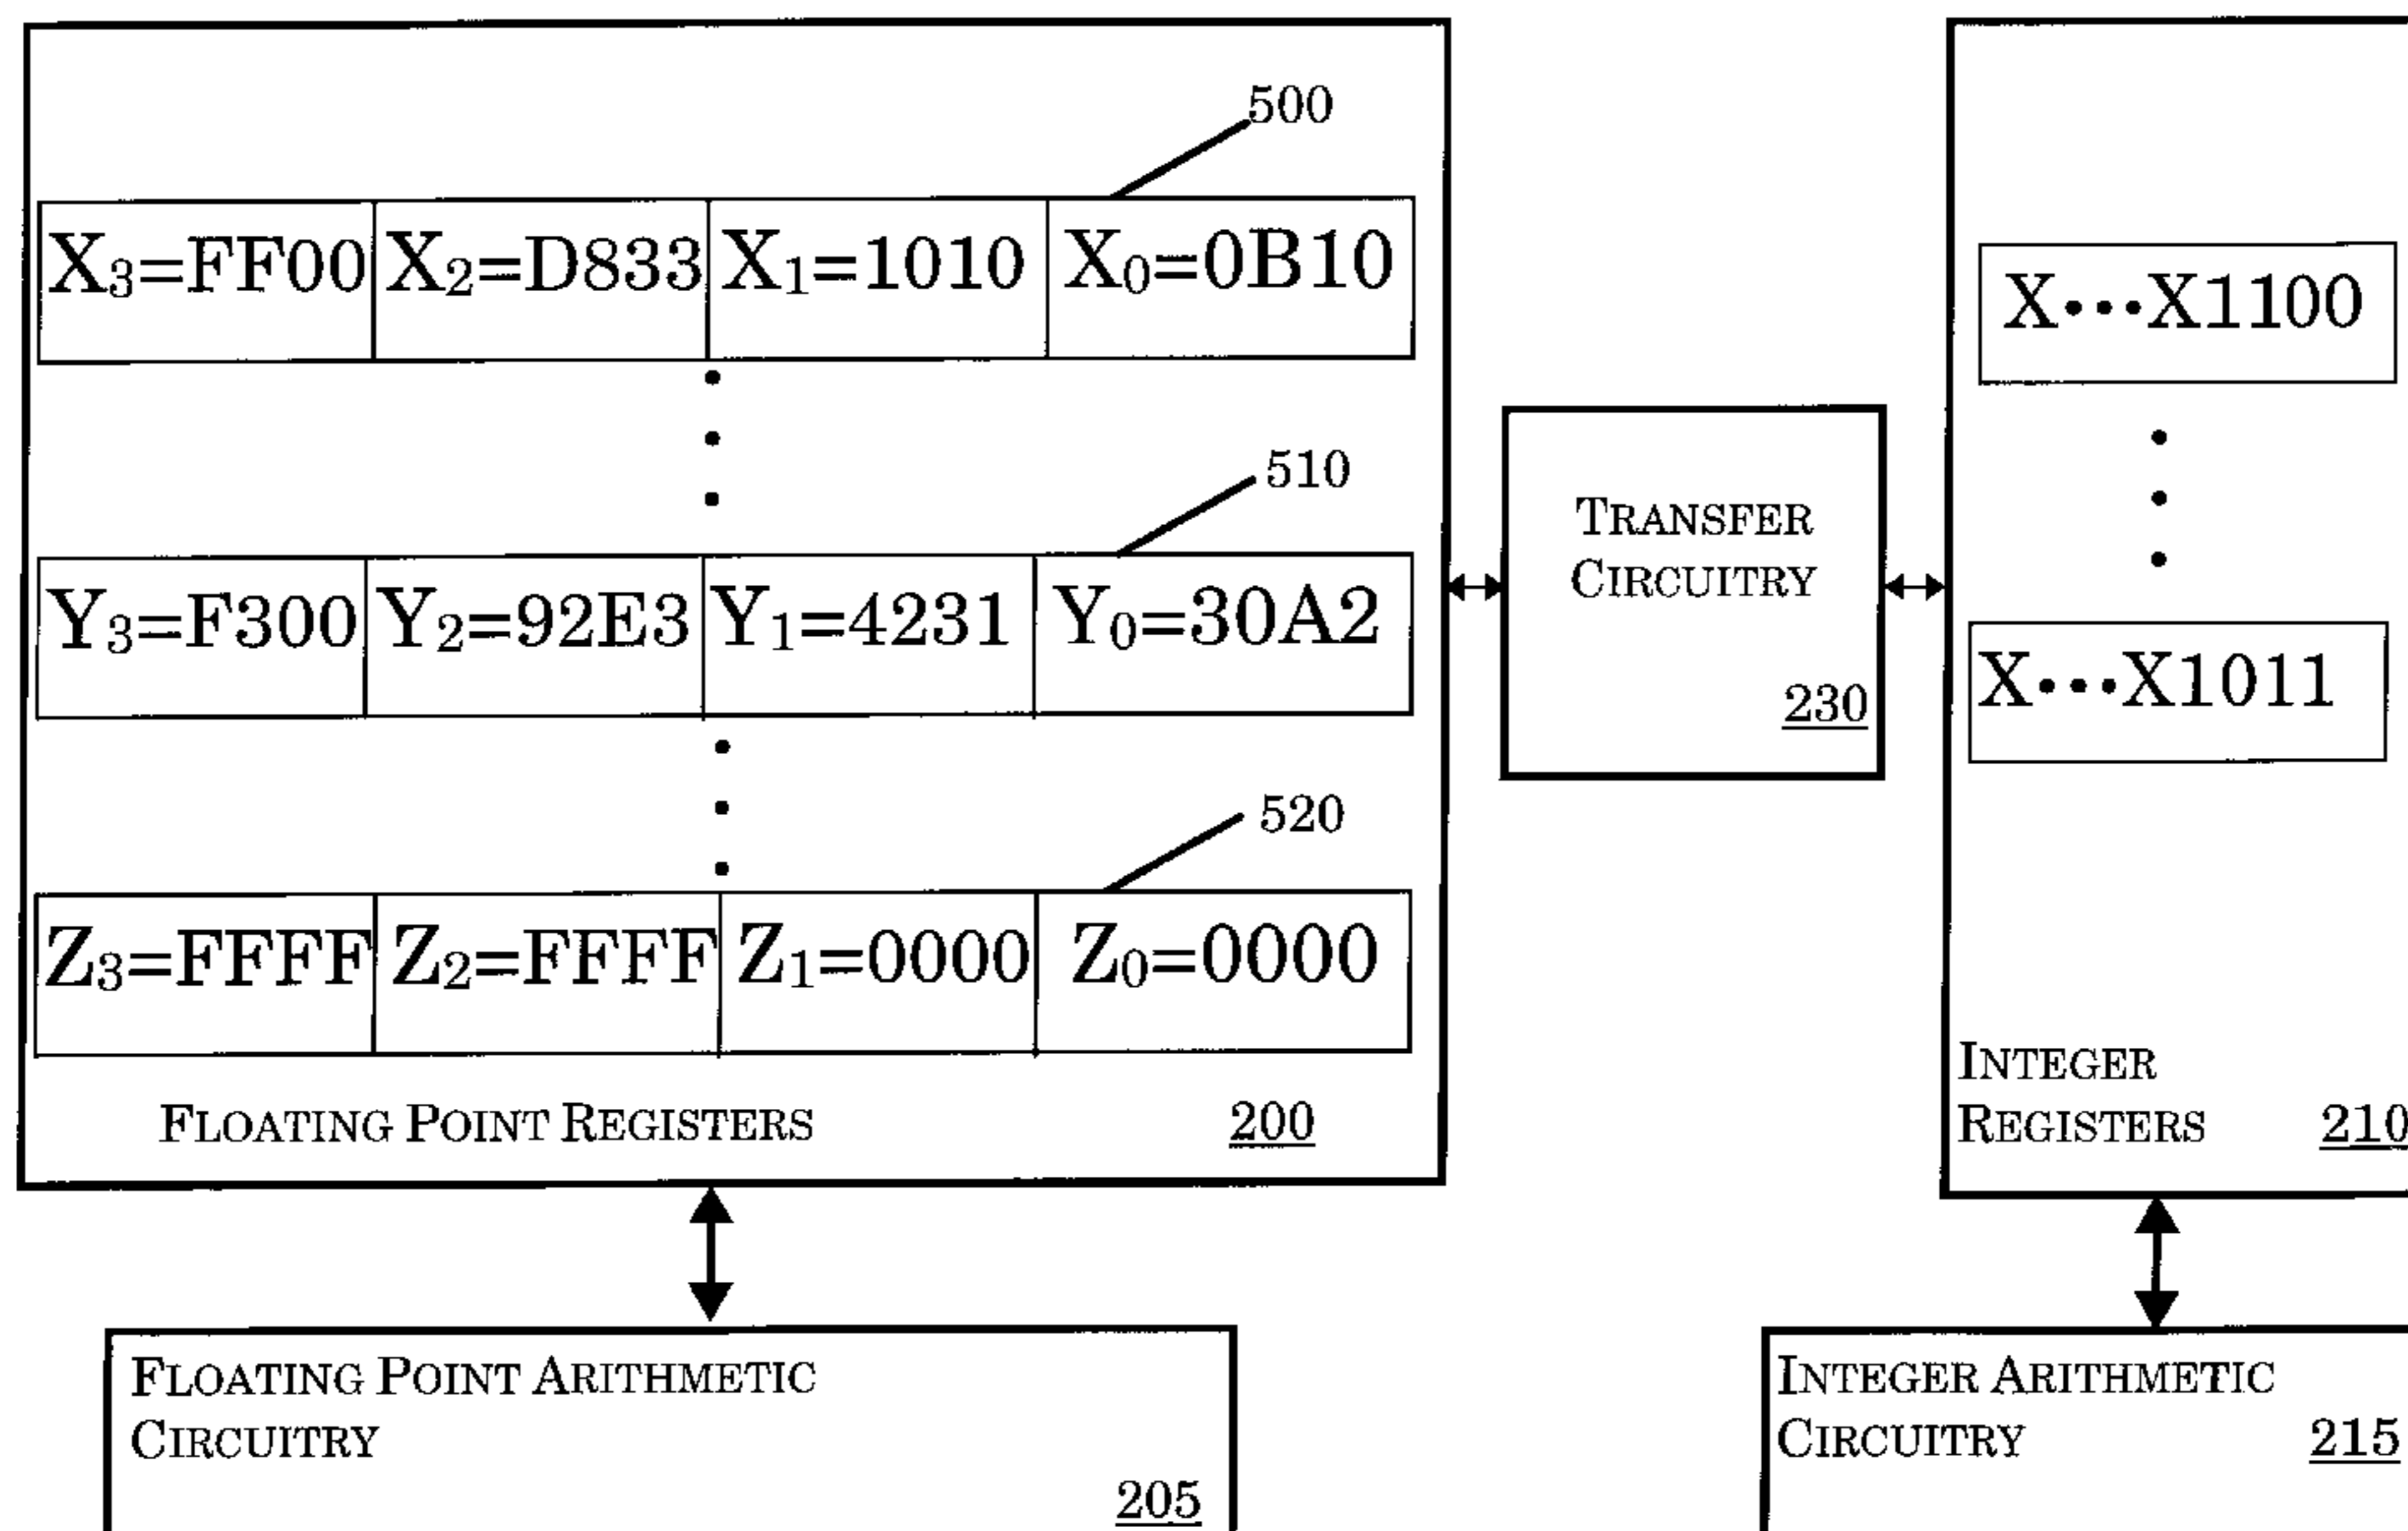 500
X₃=FF00 X₂=D833 X₁=1010 X₀=0B10
X•••X1100
510
TRANSFER
CIRCUITRY
230
Y₃=F300 Y₂=92E3 Y₁=4231 Y₀=30A2
X•••X1011
520
Z₃=FFFF Z₂=FFFF Z₁=0000 Z₀=0000
FLOATING POINT REGISTERS 200
INTEGER
REGISTERS 210
FLOATING POINT ARITHMETIC
CIRCUITRY
205
INTEGER ARITHMETIC
CIRCUITRY 215